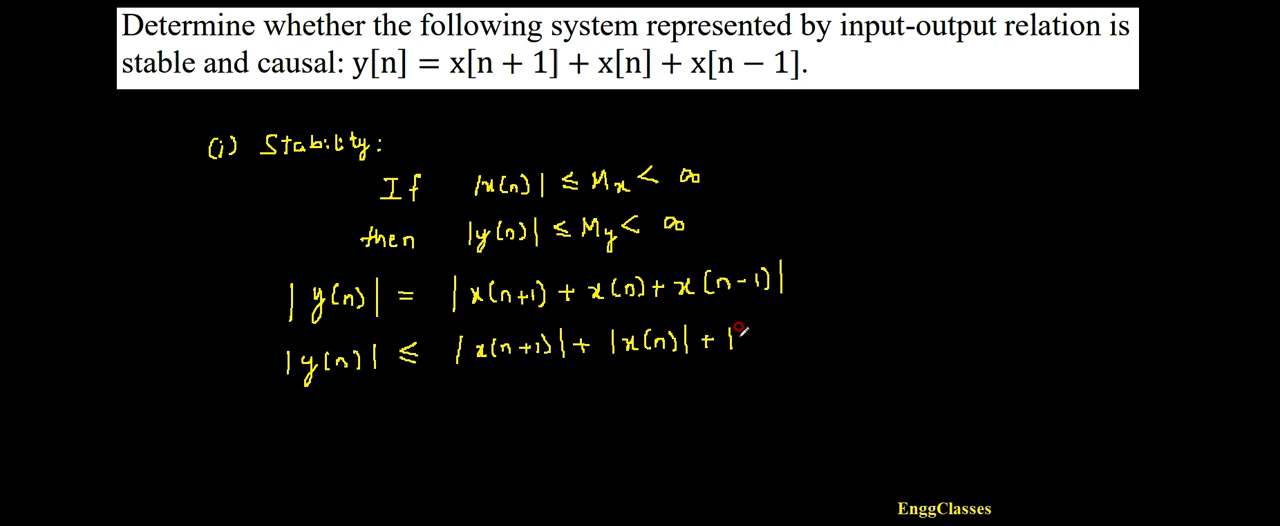 Determine whether the following system represented by input-output relation is
stable and causal: y[n] = x[n + 1] + x[n] + x[n − 1].
(i) Stability:
If |x(n)| ≤ Mx < ∞
then |y(n)| ≤ My < ∞
|y(n)| = |x(n+1) + x(n) + x(n-1)|
|y(n)| ≤ |x(n+1)| + |x(n)| + |
EnggClasses